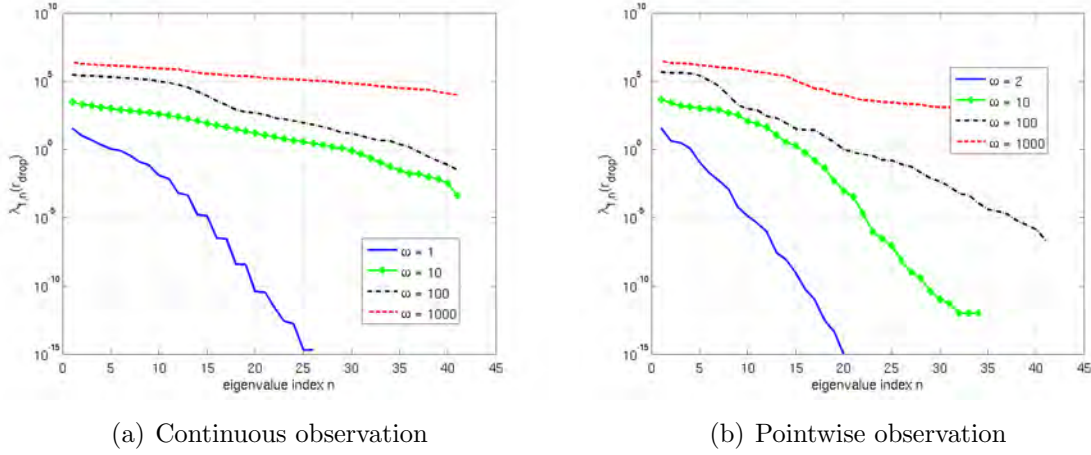 10^10
10^5
10^0
10^-5
10^-10
10^-15
λ_{1,n}(r_drop)
ω = 1
ω = 10
ω = 100
ω = 1000
0 5 10 15 20 25 30 35 40 45
eigenvalue index n
(a) Continuous observation
10^10
10^5
10^0
10^-5
10^-10
10^-15
λ_{1,n}(r_drop)
ω = 2
ω = 10
ω = 100
ω = 1000
0 5 10 15 20 25 30 35 40 45
eigenvalue index n
(b) Pointwise observation